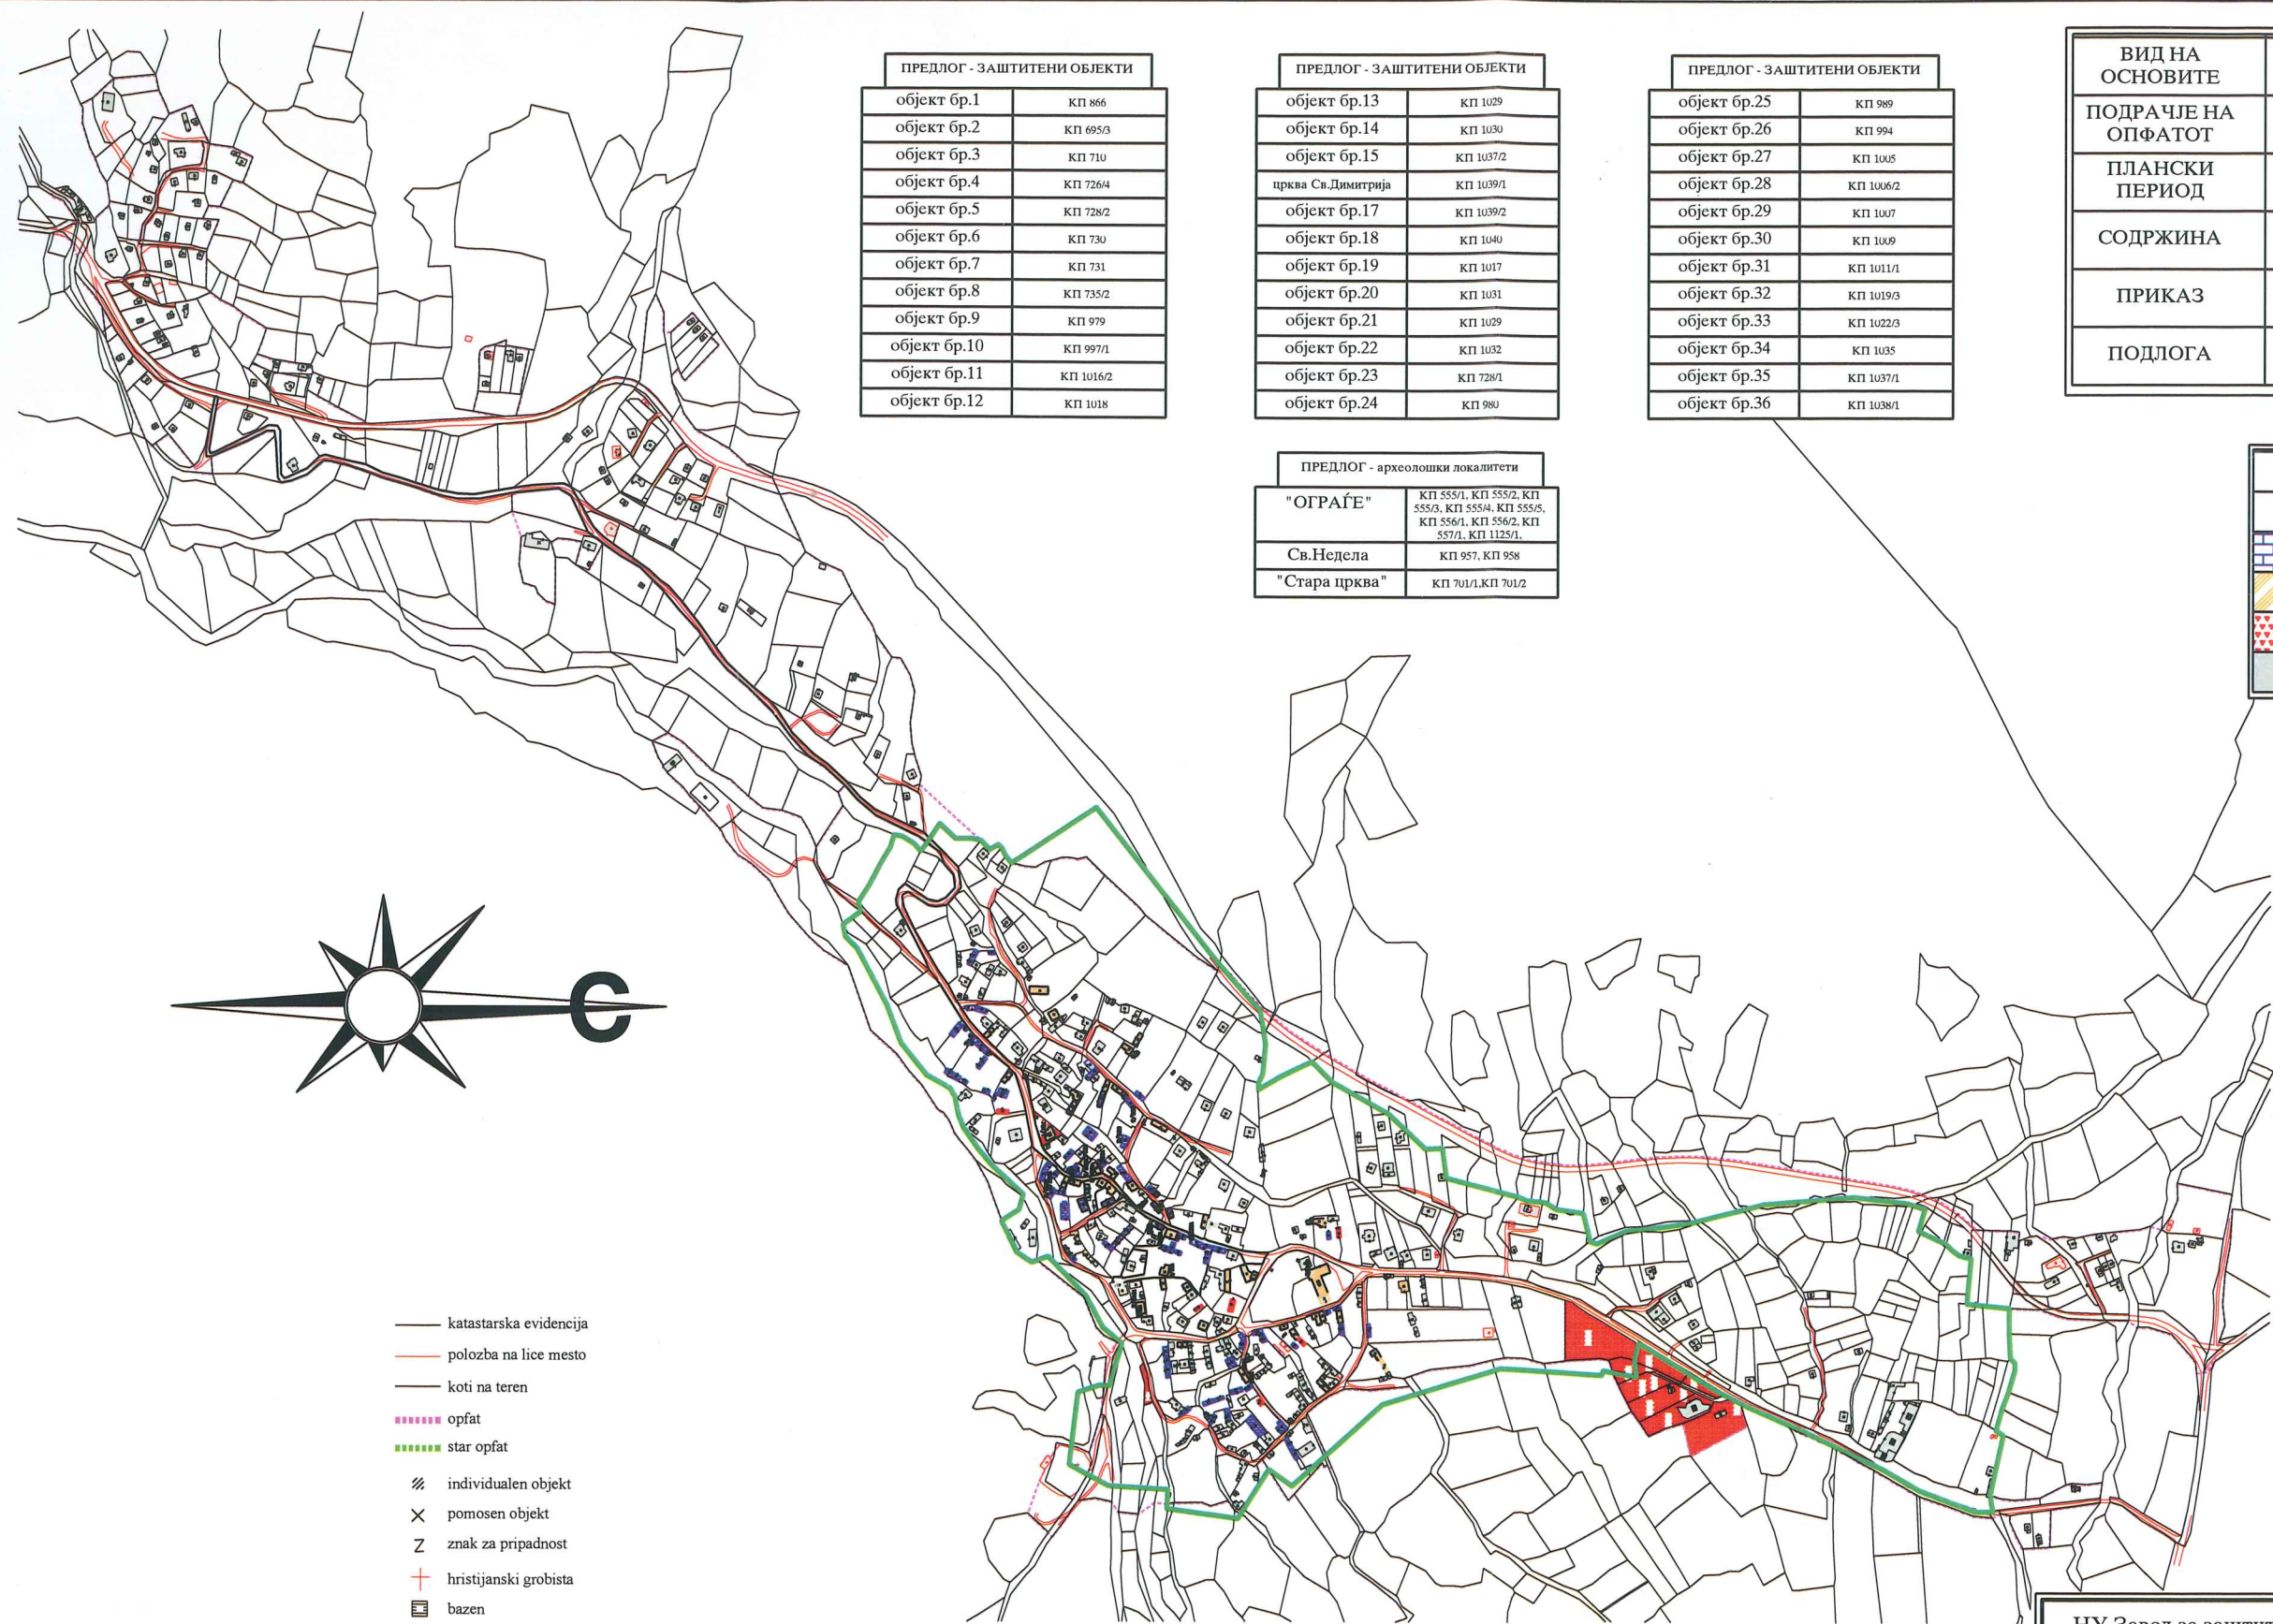 ПРЕДЛОГ - ЗАШТИТЕНИ ОБЈЕКТИ
објект бр.1 КП 866
објект бр.2 КП 695/3
објект бр.3 КП 710
објект бр.4 КП 726/4
објект бр.5 КП 728/2
објект бр.6 КП 730
објект бр.7 КП 731
објект бр.8 КП 735/2
објект бр.9 КП 979
објект бр.10 КП 997/1
објект бр.11 КП 1016/2
објект бр.12 КП 1018
ПРЕДЛОГ - ЗАШТИТЕНИ ОБЈЕКТИ
објект бр.13 КП 1029
објект бр.14 КП 1030
објект бр.15 КП 1037/2
црква Св.Димитрија КП 1039/1
објект бр.17 КП 1039/2
објект бр.18 КП 1040
објект бр.19 КП 1017
објект бр.20 КП 1031
објект бр.21 КП 1029
објект бр.22 КП 1032
објект бр.23 КП 728/1
објект бр.24 КП 980
ПРЕДЛОГ - ЗАШТИТЕНИ ОБЈЕКТИ
објект бр.25 КП 989
објект бр.26 КП 994
објект бр.27 КП 1005
објект бр.28 КП 1006/2
објект бр.29 КП 1007
објект бр.30 КП 1009
објект бр.31 КП 1011/1
објект бр.32 КП 1019/3
објект бр.33 КП 1022/3
објект бр.34 КП 1035
објект бр.35 КП 1037/1
објект бр.36 КП 1038/1
ВИД НА
ОСНОВИТЕ
ПОДРАЧЈЕ НА
ОПФАТОТ
ПЛАНСКИ
ПЕРИОД
СОДРЖИНА
ПРИКАЗ
ПОДЛОГА
ПРЕДЛОГ - археолошки локалитети
"ОГРАЃЕ"
КП 555/1, КП 555/2, КП
555/3, КП 555/4, КП 555/5,
КП 556/1, КП 556/2, КП
557/1, КП 1125/1,
Св.Недела КП 957, КП 958
"Стара црква" КП 701/1,КП 701/2
С
katastarska evidencija
polozba na lice mesto
koti na teren
opfat
star opfat
individualen objekt
pomosen objekt
Z znak za pripadnost
hristijanski grobista
bazen